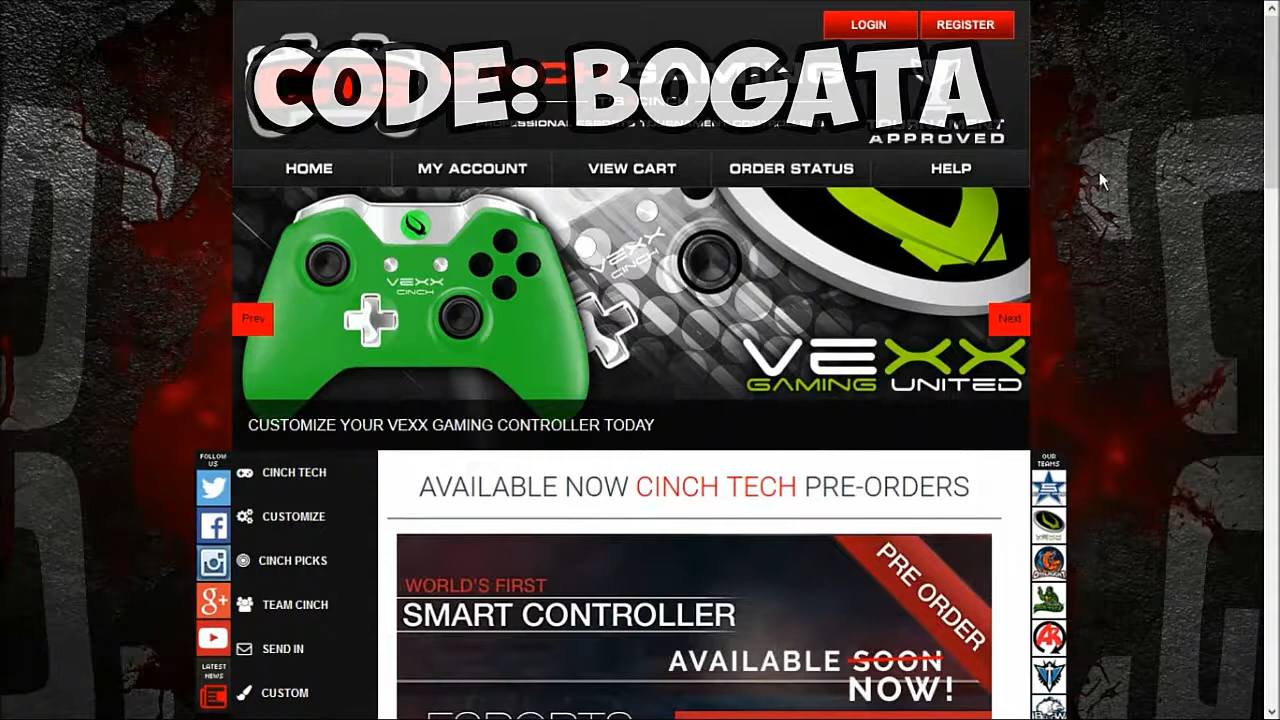 LOGIN
REGISTER
CODE: BOGATA
APPROVED
HOME
MY ACCOUNT
VIEW CART
ORDER STATUS
HELP
VEXX
CINCH
VEXX
CINCH
Prev
Next
VEXX
GAMING UNITED
CUSTOMIZE YOUR VEXX GAMING CONTROLLER TODAY
FOLLOW
US
OUR
TEAMS
CINCH TECH
CUSTOMIZE
CINCH PICKS
TEAM CINCH
SEND IN
CUSTOM
LATEST
NEWS
AVAILABLE NOW CINCH TECH PRE-ORDERS
PRE ORDER
WORLD'S FIRST
SMART CONTROLLER
AVAILABLE SOON
NOW!
ESPORTS